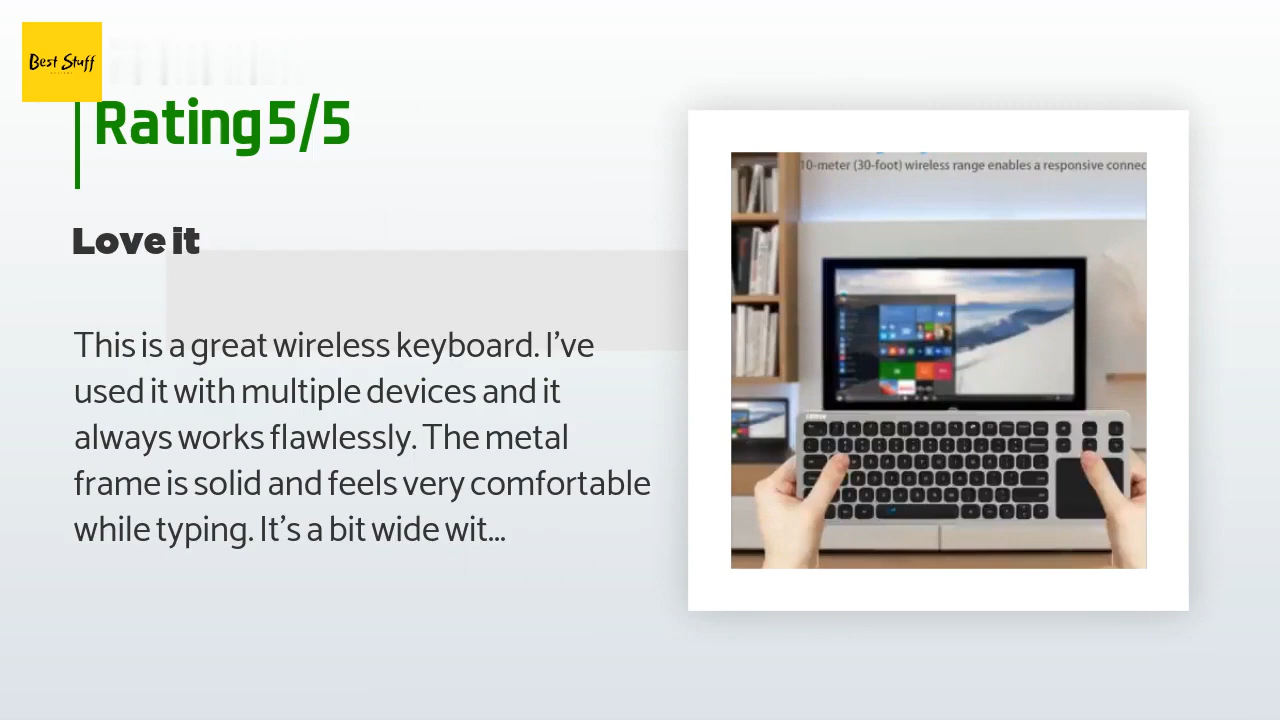 Best Stuff
Rating 5/5
Love it
This is a great wireless keyboard. I've
used it with multiple devices and it
always works flawlessly. The metal
frame is solid and feels very comfortable
while typing. It's a bit wide wit...
10-meter (30-foot) wireless range enables a responsive connec